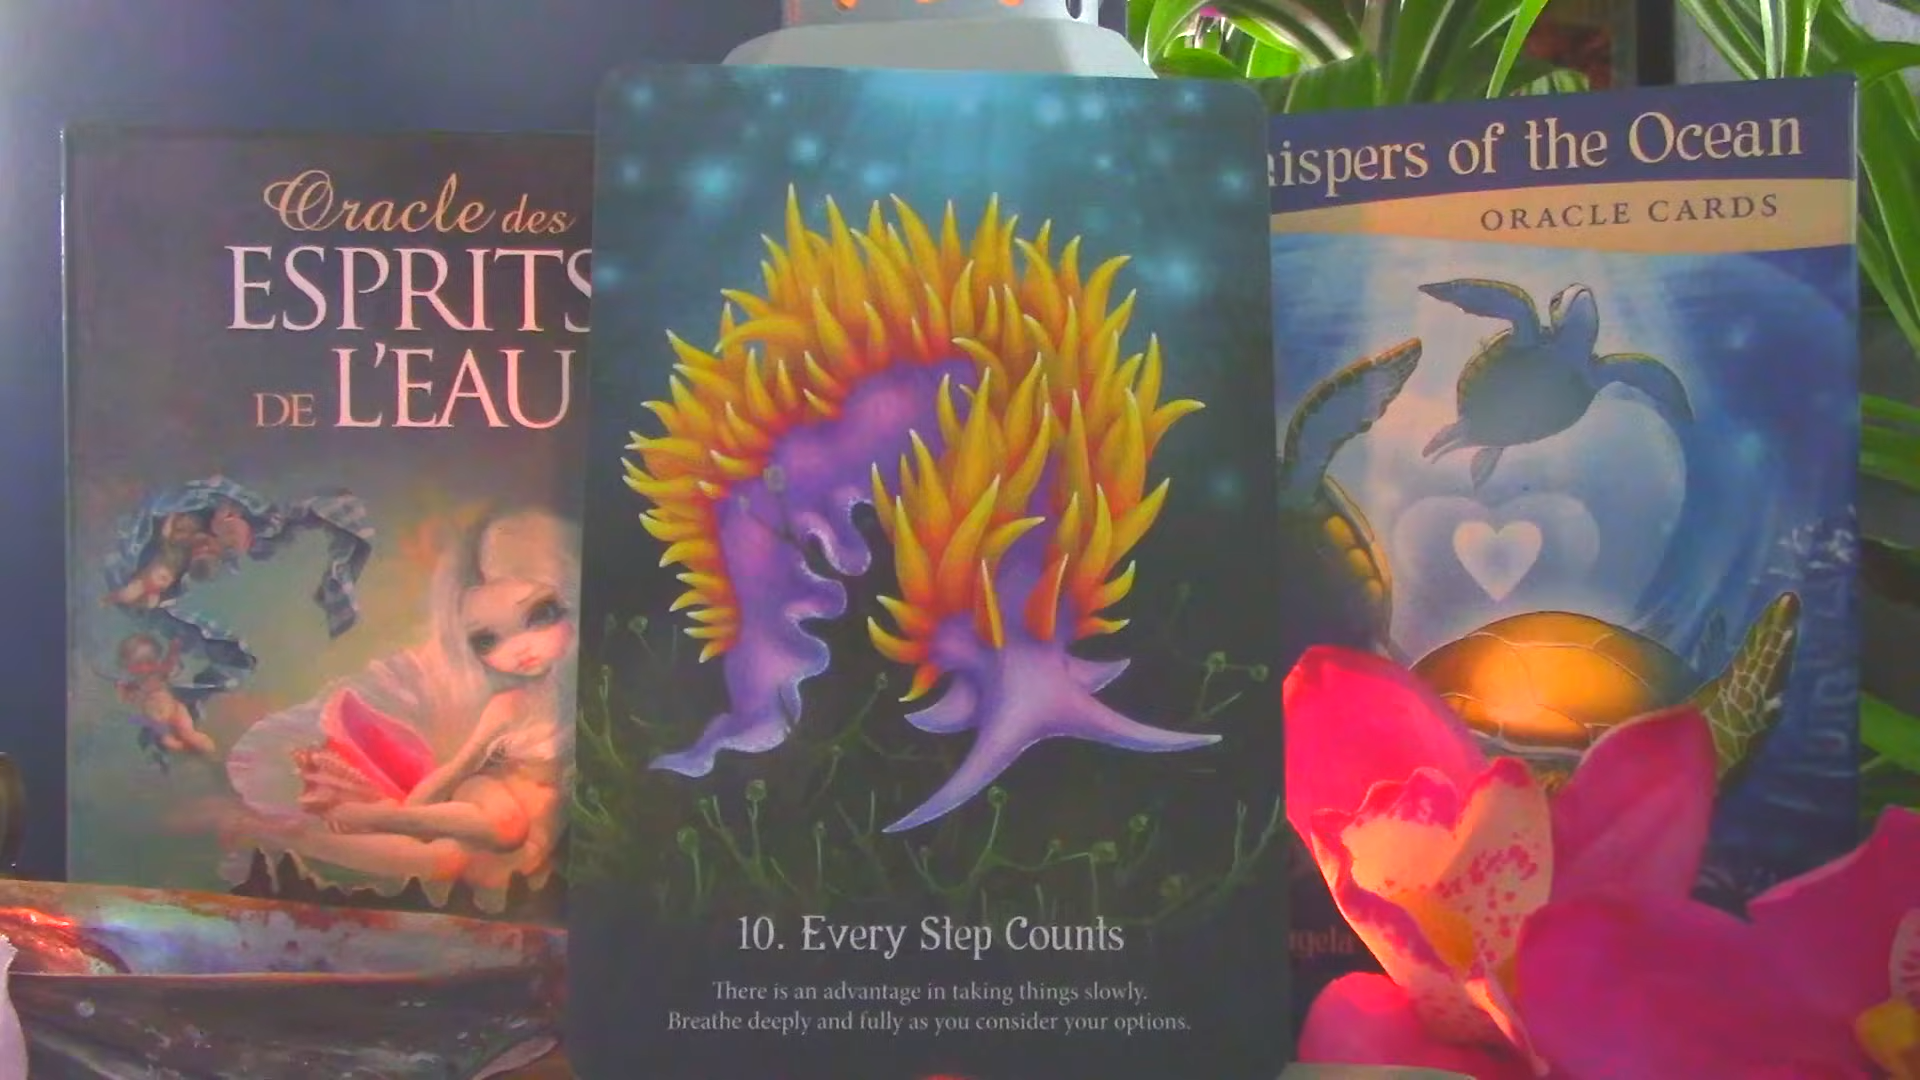 Oracle des
ESPRITS
DE L'EAU
10. Every Step Counts
There is an advantage in taking things slowly.
Breathe deeply and fully as you consider your options.
of the Ocean
ORACLE CARDS